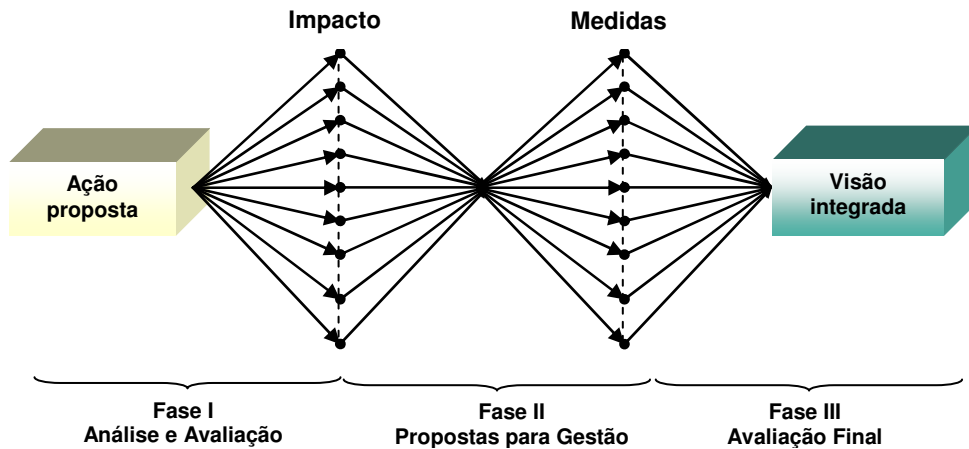 Impacto
Medidas
Ação
proposta
Visão
integrada
Fase I
Análise e Avaliação
Fase II
Propostas para Gestão
Fase III
Avaliação Final